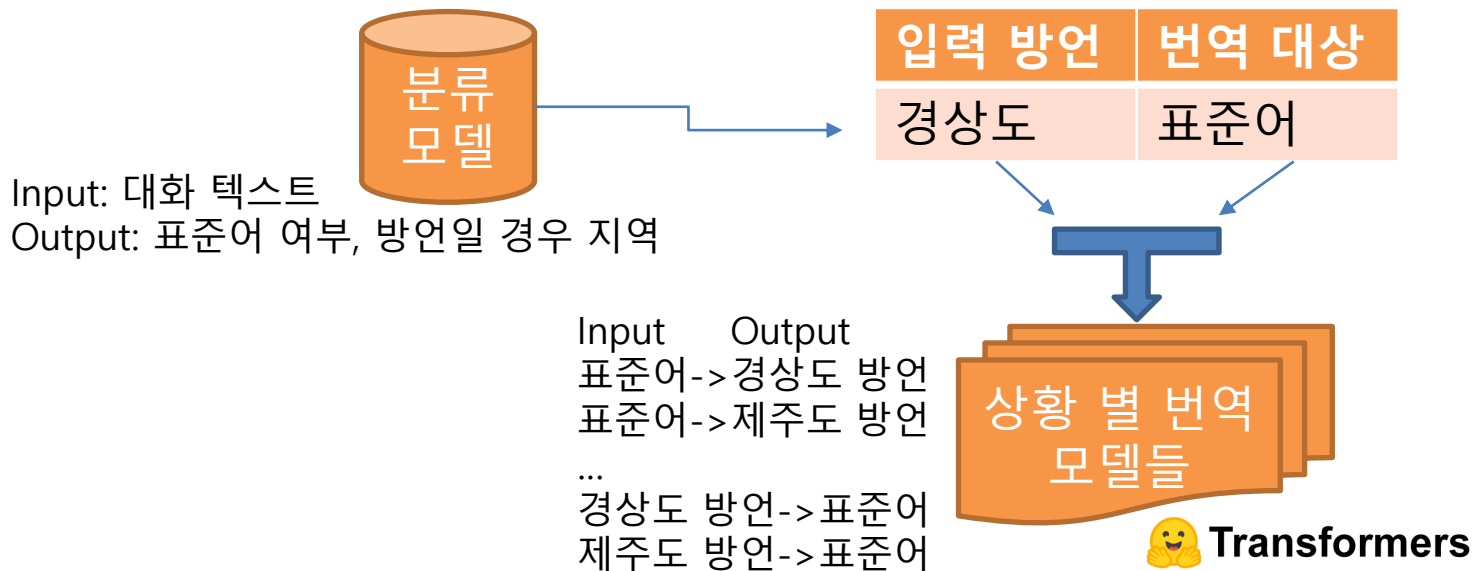 분류
모델
입력 방언 번역 대상
경상도 표준어
Input: 대화 텍스트
Output: 표준어 여부, 방언일 경우 지역
Input Output
표준어->경상도 방언
표준어->제주도 방언
...
경상도 방언->표준어
제주도 방언->표준어
상황 별 번역
모델들
Transformers